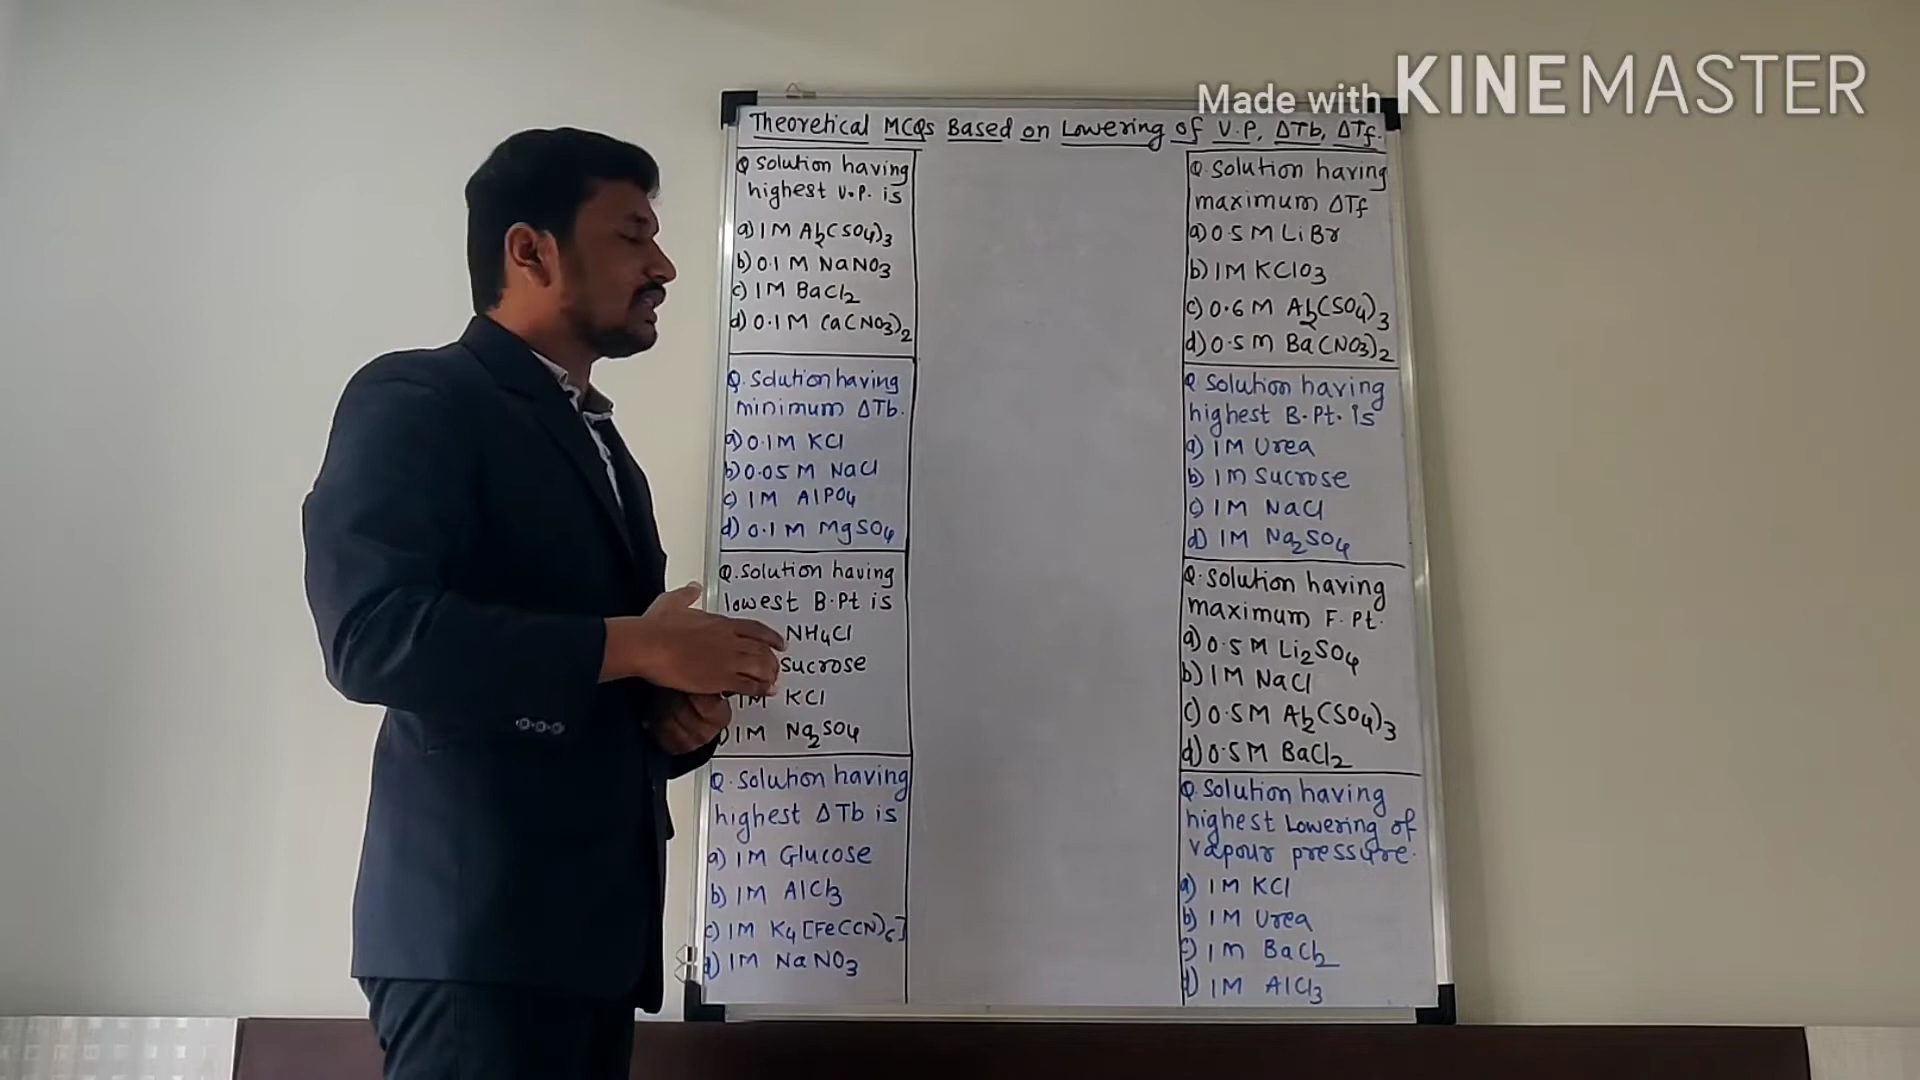 Made with KINEMASTER
Theoretical MCQs Based on Lowering of V.P, ΔTb, ΔTf.
Q Solution having
highest V.P. is
a) 1M Al2(SO4)3
b) 0.1 M NaNO3
c) 1M BaCl2
d) 0.1M Ca(NO3)2
Q. Solution having
minimum ΔTb.
a) 0.1M KCl
b) 0.05 M NaCl
c) 1M AlPO4
d) 0.1M MgSO4
Q. Solution having
lowest B.Pt is
NH4Cl
Sucrose
1M KCl
1M Na2SO4
Q. Solution having
highest ΔTb is
a) 1M Glucose
b) 1M AlCl3
c) 1M K4[Fe(CN)6]
d) 1M NaNO3
Q. Solution having
maximum ΔTf
a) 0.5 M LiBr
b) 1M KClO3
c) 0.6 M Al2(SO4)3
d) 0.5 M Ba(NO3)2
Q Solution having
highest B.Pt. is
a) 1M Urea
b) 1M Sucrose
c) 1M NaCl
d) 1M Na2SO4
Q. Solution having
maximum F.Pt.
a) 0.5 M Li2SO4
b) 1M NaCl
c) 0.5M Al2(SO4)3
d) 0.5M BaCl2
Q Solution having
highest Lowering of
vapour pressure.
a) 1M KCl
b) 1M Urea
c) 1M BaCl2
d) 1M AlCl3